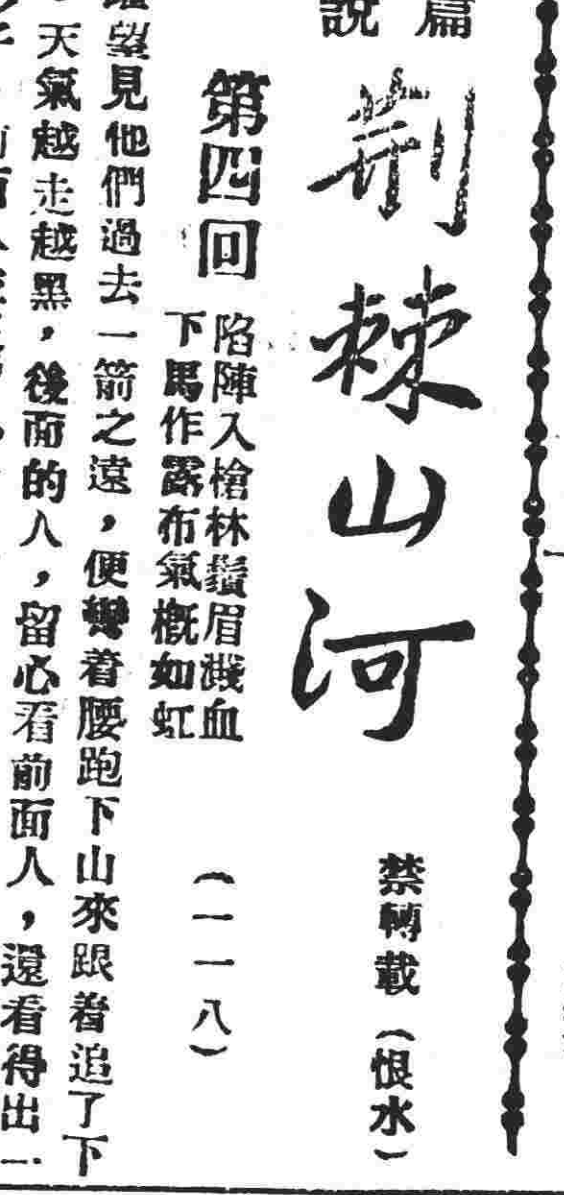 篇
說
荆棘山河
禁轉載（恨水）
第四回
陷陣入槍林鬚眉濺血
下馬作露布氣概如虹
（一一八）
望見他們過去一箭之遠，便彎着腰跑下山來跟着追了下
天氣越走越黑，後面的人，留心看前面人，還看得出一